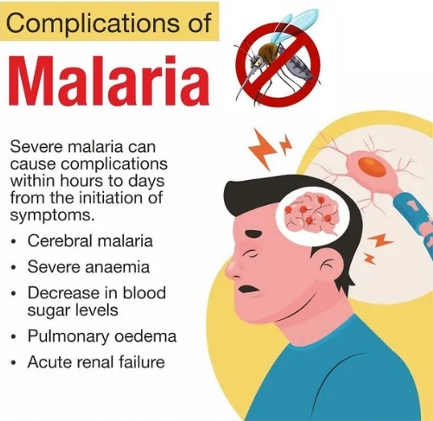 Complications of
Malaria
Severe malaria can
cause complications
within hours to days
from the initiation of
symptoms.
• Cerebral malaria
• Severe anaemia
• Decrease in blood
sugar levels
• Pulmonary oedema
• Acute renal failure